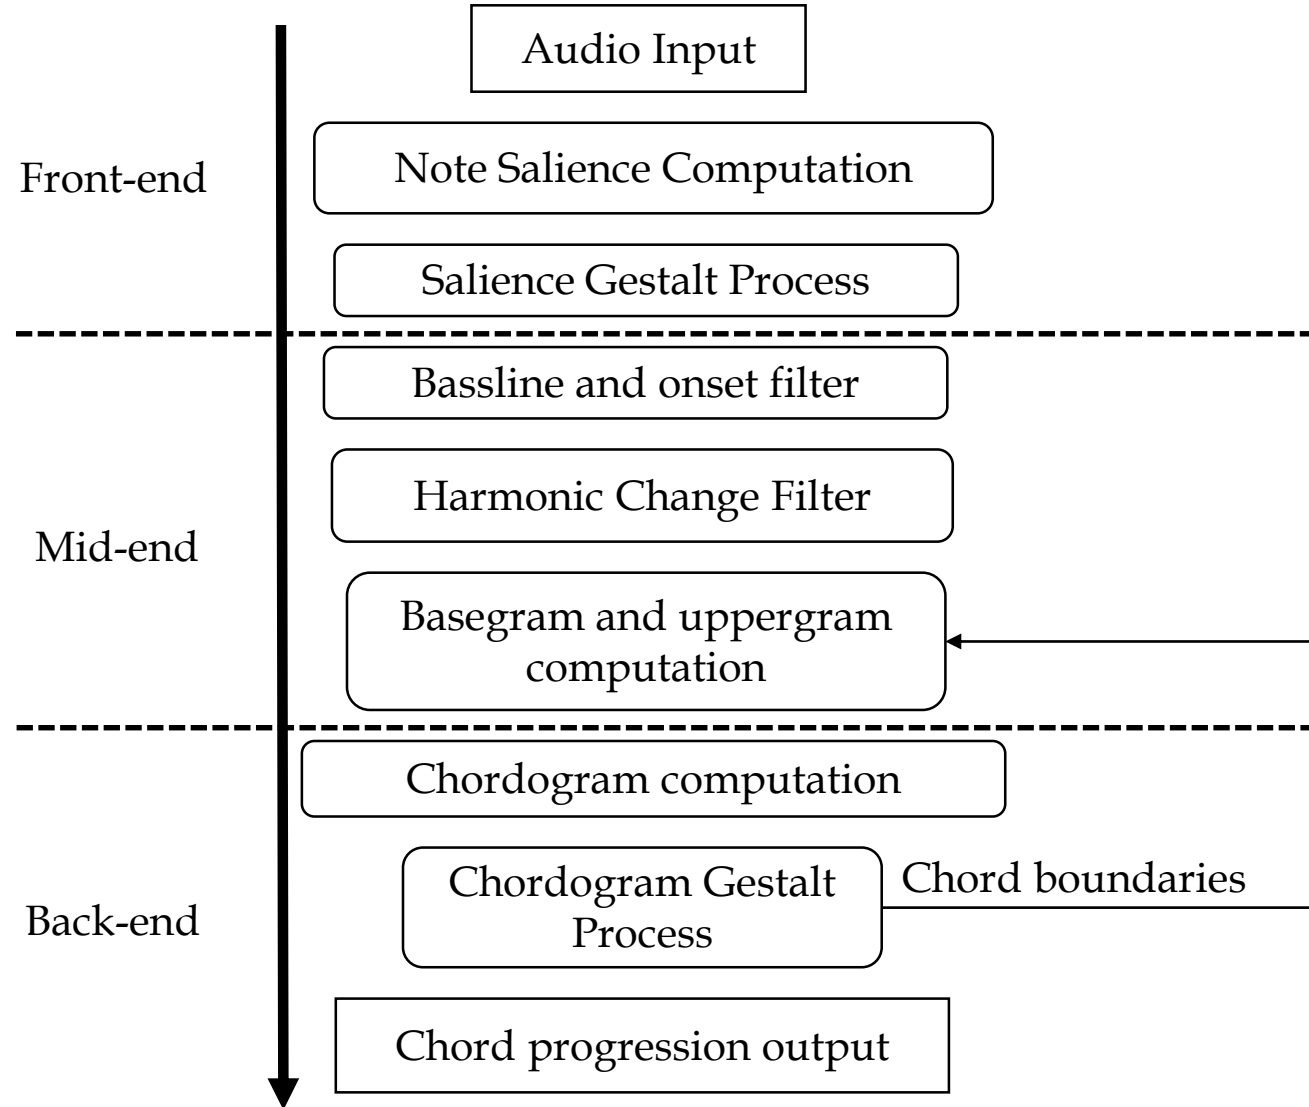 Audio Input
Front-end
Note Salience Computation
Salience Gestalt Process
Bassline and onset filter
Harmonic Change Filter
Mid-end
Basegram and uppergram
computation
Chordogram computation
Chordogram Gestalt
Process
Chord boundaries
Back-end
Chord progression output